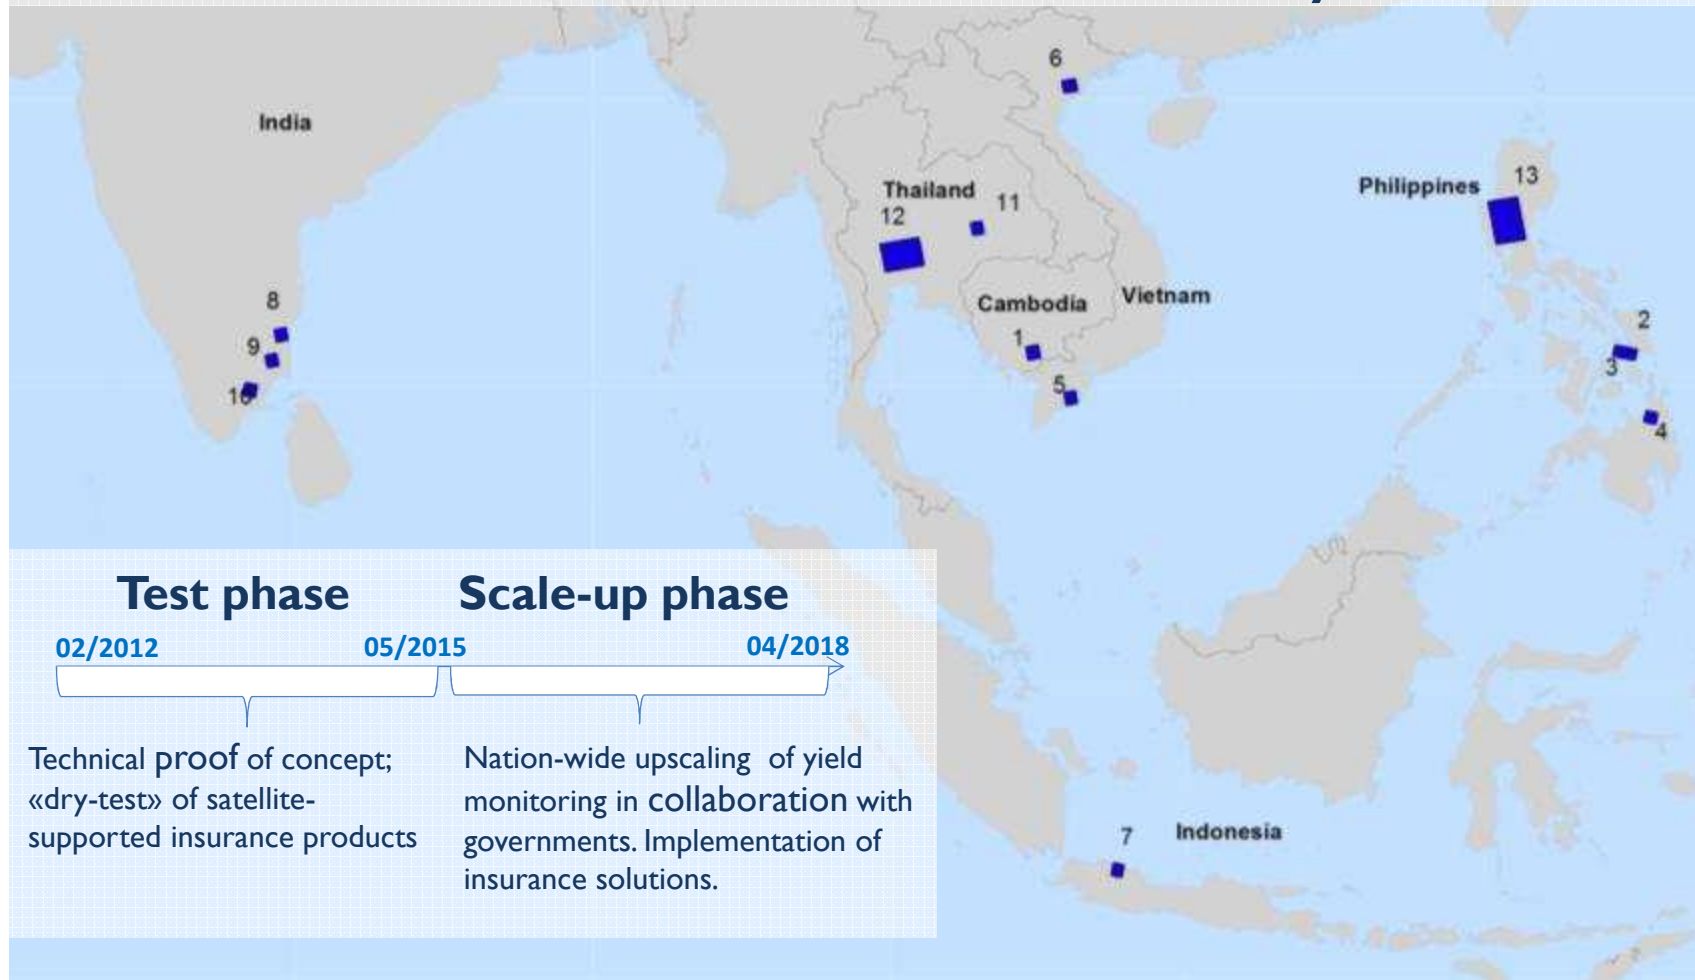 6
India
Thailand
13
Philippines
12
11
Cambodia
Vietnam
8
2
1
9
3
5
10
4
Test phase
Scale-up phase
02/2012
05/2015
04/2018
Technical proof of concept;
«dry-test» of satellite-
supported insurance products
Nation-wide upscaling of yield
monitoring in collaboration with
governments. Implementation of
insurance solutions.
7
Indonesia